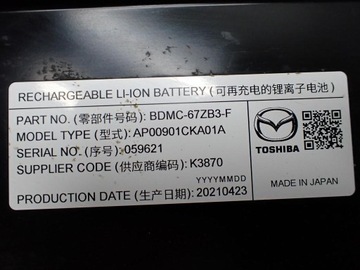 RECHARGEABLE LI-ION BATTERY (可再充电的锂离子电池)
PART NO. (零部件号码): BDMC-67ZB3-F
MODEL TYPE (型式): AP00901CKA01A
SERIAL NO. (序号): 059621
SUPPLIER CODE (供应商编码): K3870
YYYYMMDD
PRODUCTION DATE (生产日期): 20210423
TOSHIBA
MADE IN JAPAN